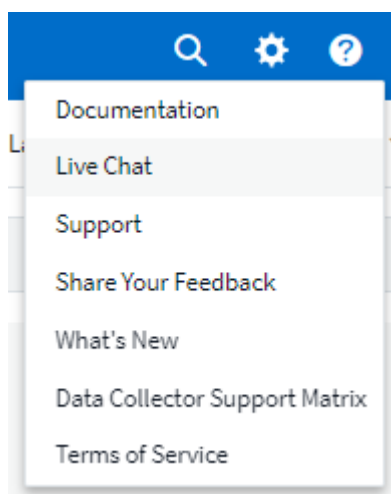 Documentation
Live Chat
Support
Share Your Feedback
What's New
Data Collector Support Matrix
Terms of Service